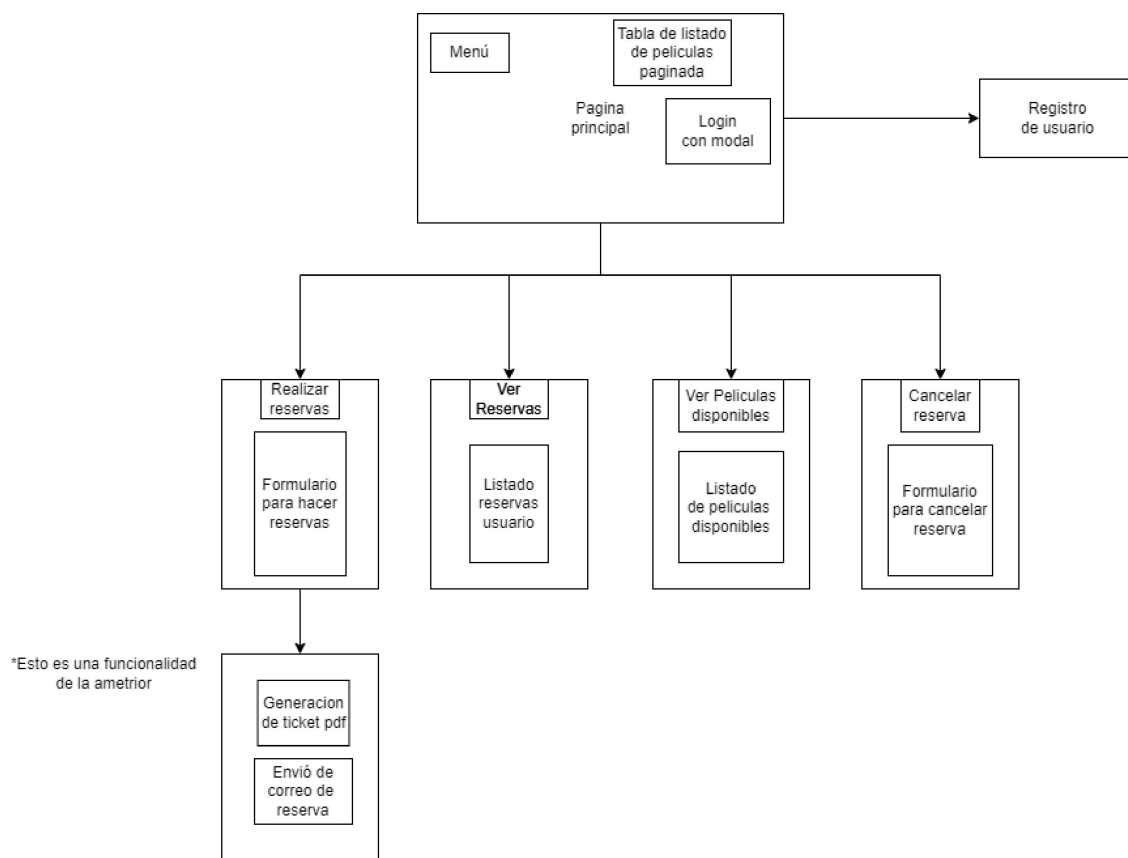 Menú
Tabla de listado
de peliculas
paginada
Pagina
principal
Login
con modal
Registro
de usuario
Realizar
reservas
Formulario
para hacer
reservas
Ver
Reservas
Listado
reservas
usuario
Ver Peliculas
disponibles
Listado
de peliculas
disponibles
Cancelar
reserva
Formulario
para cancelar
reserva
*Esto es una funcionalidad
de la ametrior
Generacion
de ticket pdf
Envió de
correo de
reserva